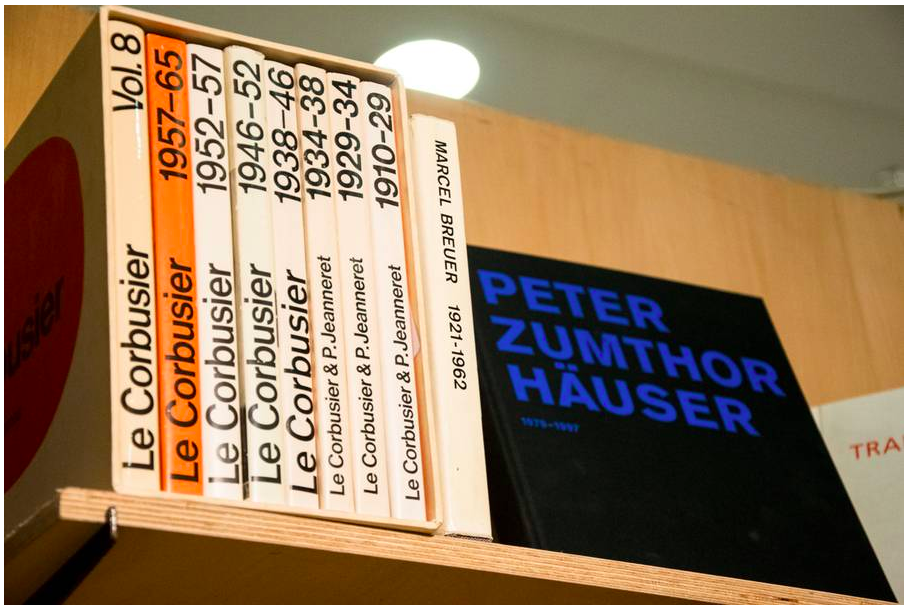 Le Corbusier Vol. 8
Le Corbusier 1957–65
Le Corbusier 1952–57
Le Corbusier 1946–52
Le Corbusier 1938–46
Le Corbusier & P. Jeanneret 1934–38
Le Corbusier & P. Jeanneret 1929–34
Le Corbusier & P. Jeanneret 1910–29
MARCEL BREUER 1921-1962
PETER
ZUMTHOR
HÄUSER
1979–1997